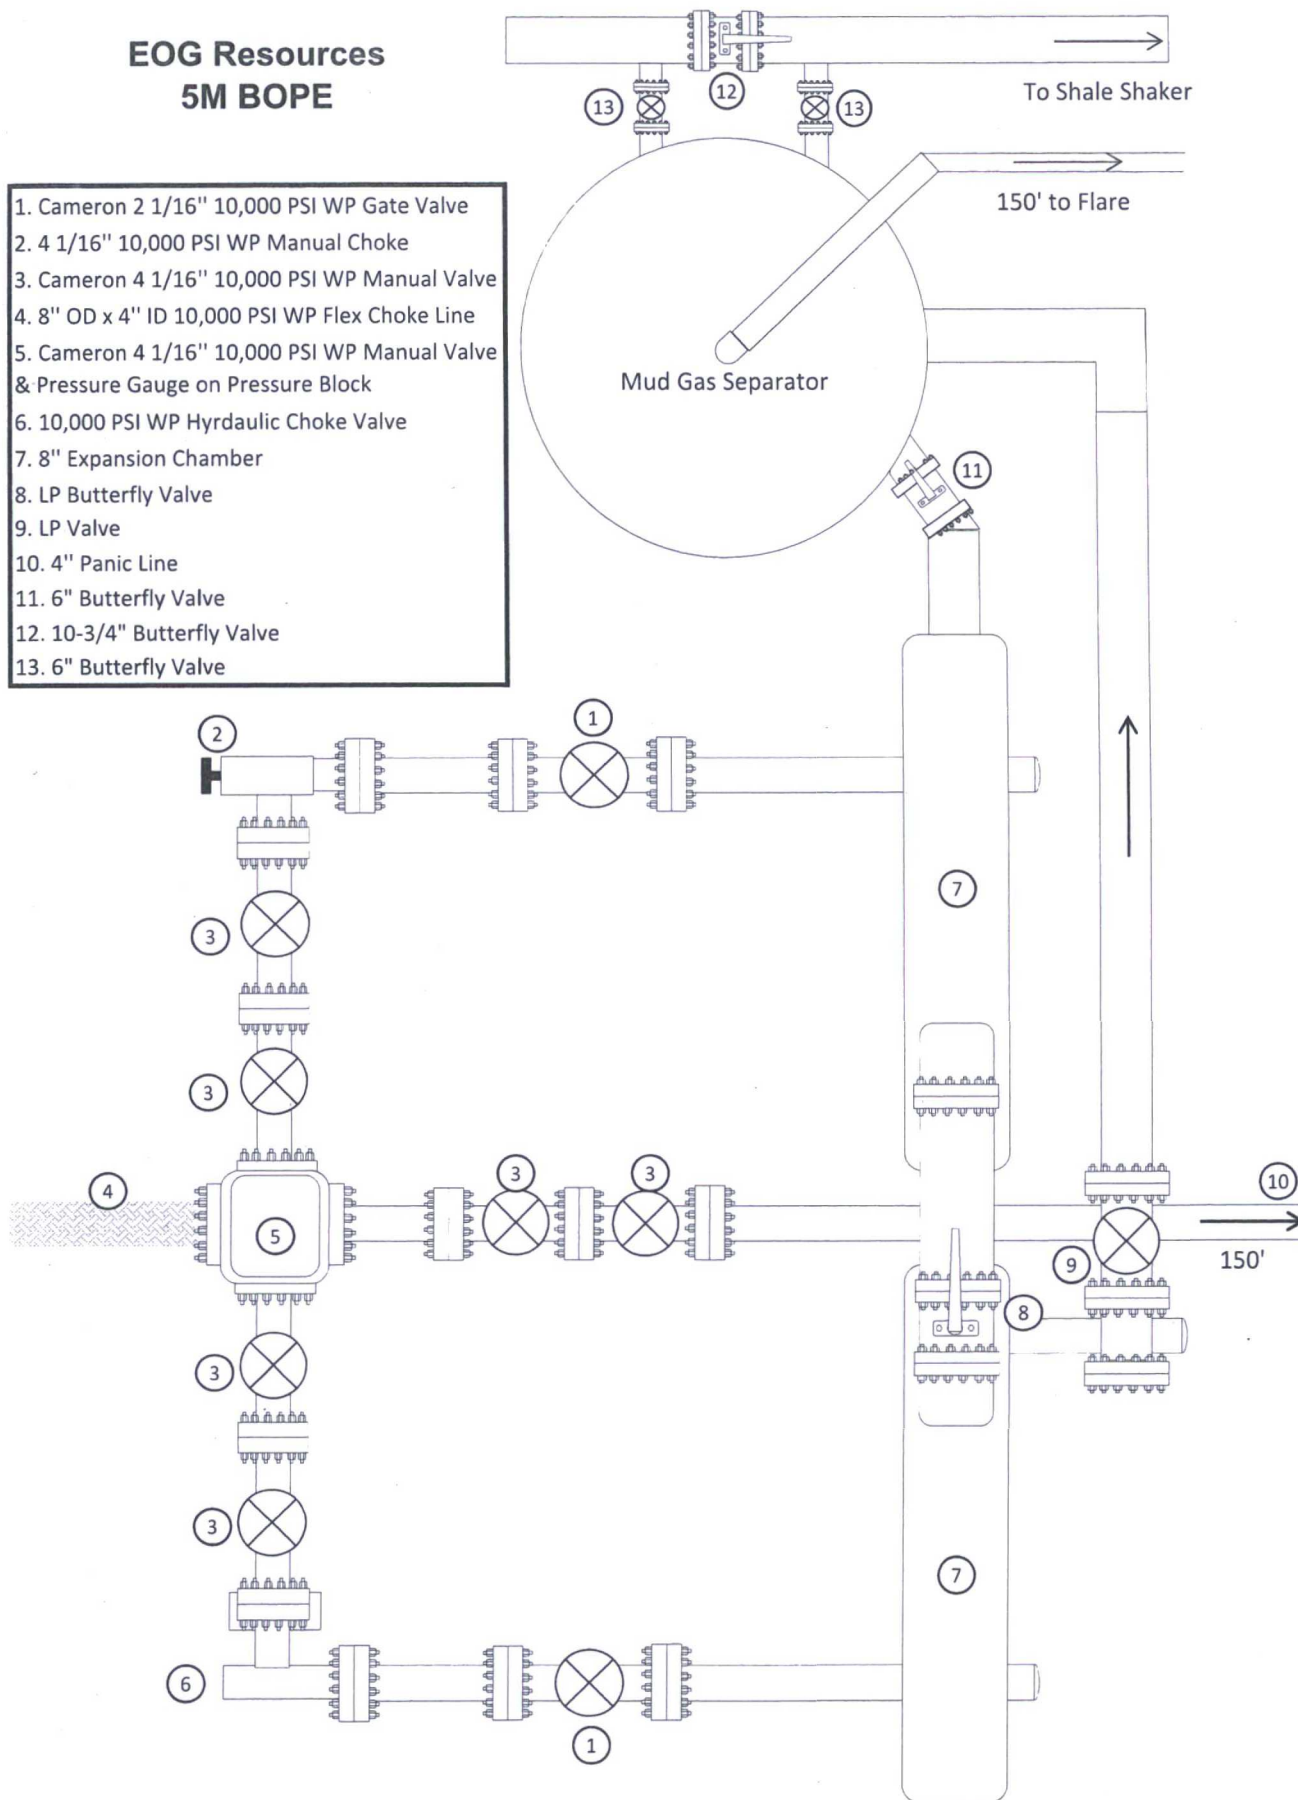 EOG Resources
5M BOPE
1. Cameron 2 1/16" 10,000 PSI WP Gate Valve
2. 4 1/16" 10,000 PSI WP Manual Choke
3. Cameron 4 1/16" 10,000 PSI WP Manual Valve
4. 8" OD x 4" ID 10,000 PSI WP Flex Choke Line
5. Cameron 4 1/16" 10,000 PSI WP Manual Valve
& Pressure Gauge on Pressure Block
6. 10,000 PSI WP Hyrdaulic Choke Valve
7. 8" Expansion Chamber
8. LP Butterfly Valve
9. LP Valve
10. 4" Panic Line
11. 6" Butterfly Valve
12. 10-3/4" Butterfly Valve
13. 6" Butterfly Valve
12
13
13
To Shale Shaker
150' to Flare
Mud Gas Separator
11
1
2
7
3
3
4
3
3
10
5
150'
9
8
3
3
7
6
1